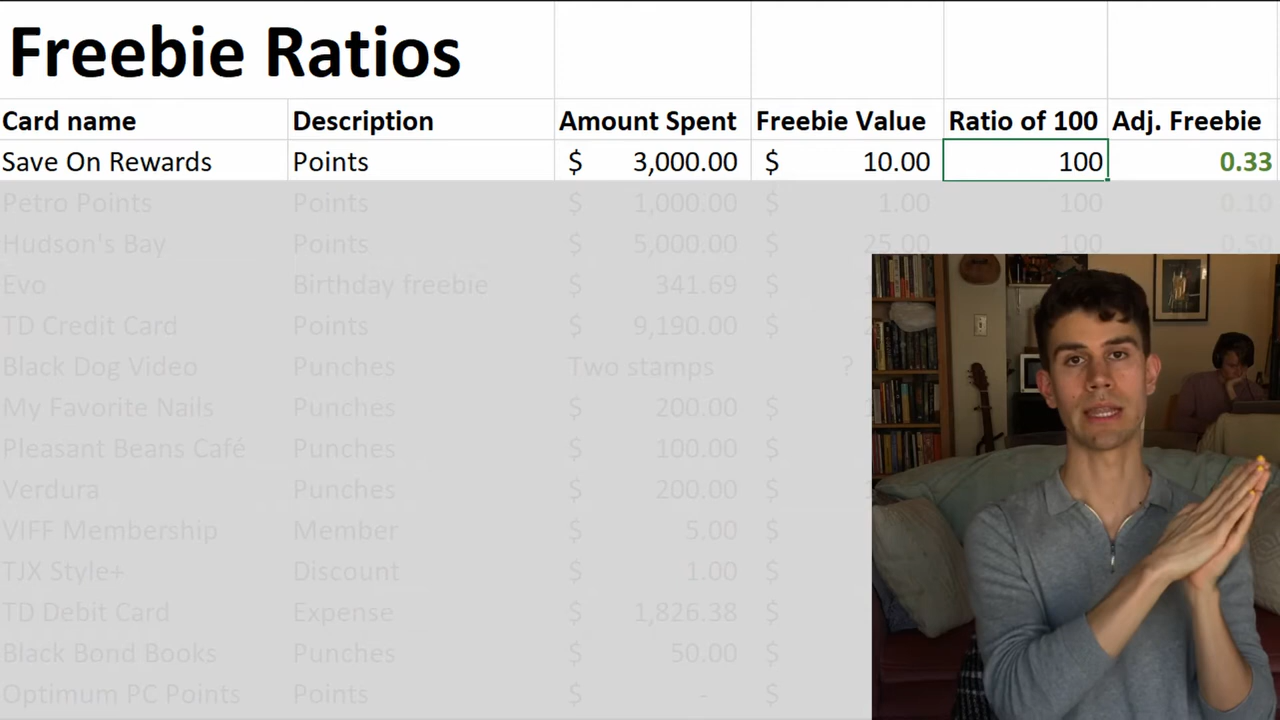 Freebie Ratios
Card name Description Amount Spent Freebie Value Ratio of 100 Adj. Freebie
Save On Rewards Points $ 3,000.00 $ 10.00 100 0.33
Petro Points Points $ 1,000.00 $ 1.00 100 0.10
Hudson's Bay Points $ 5,000.00 $ 25.00 100 0.50
Evo Birthday freebie $ 341.69 $
TD Credit Card Points $ 9,190.00 $
Black Dog Video Punches Two stamps ?
My Favorite Nails Punches $ 200.00 $
Pleasant Beans Café Punches $ 100.00 $
Verdura Punches $ 200.00 $
VIFF Membership Member $ 5.00 $
TJX Style+ Discount $ 1.00 $
TD Debit Card Expense $ 1,826.38 $
Black Bond Books Punches $ 50.00 $
Optimum PC Points Points $ - $